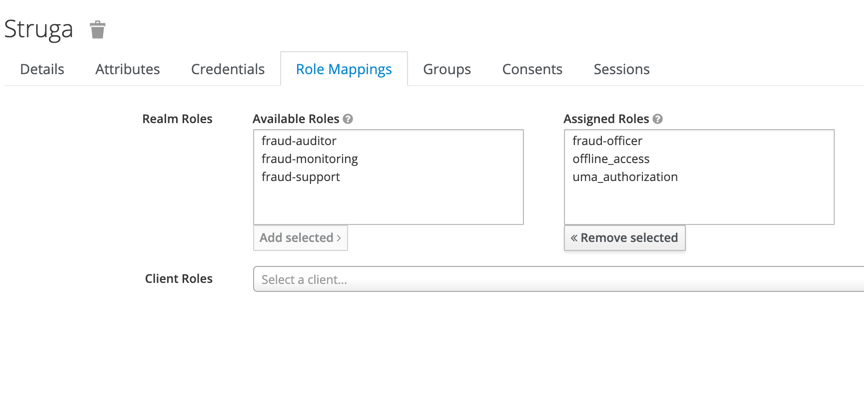 Struga
Details Attributes Credentials Role Mappings Groups Consents Sessions
Realm Roles
Available Roles
fraud-auditor
fraud-monitoring
fraud-support
Add selected ›
Assigned Roles
fraud-officer
offline_access
uma_authorization
« Remove selected
Client Roles
Select a client...